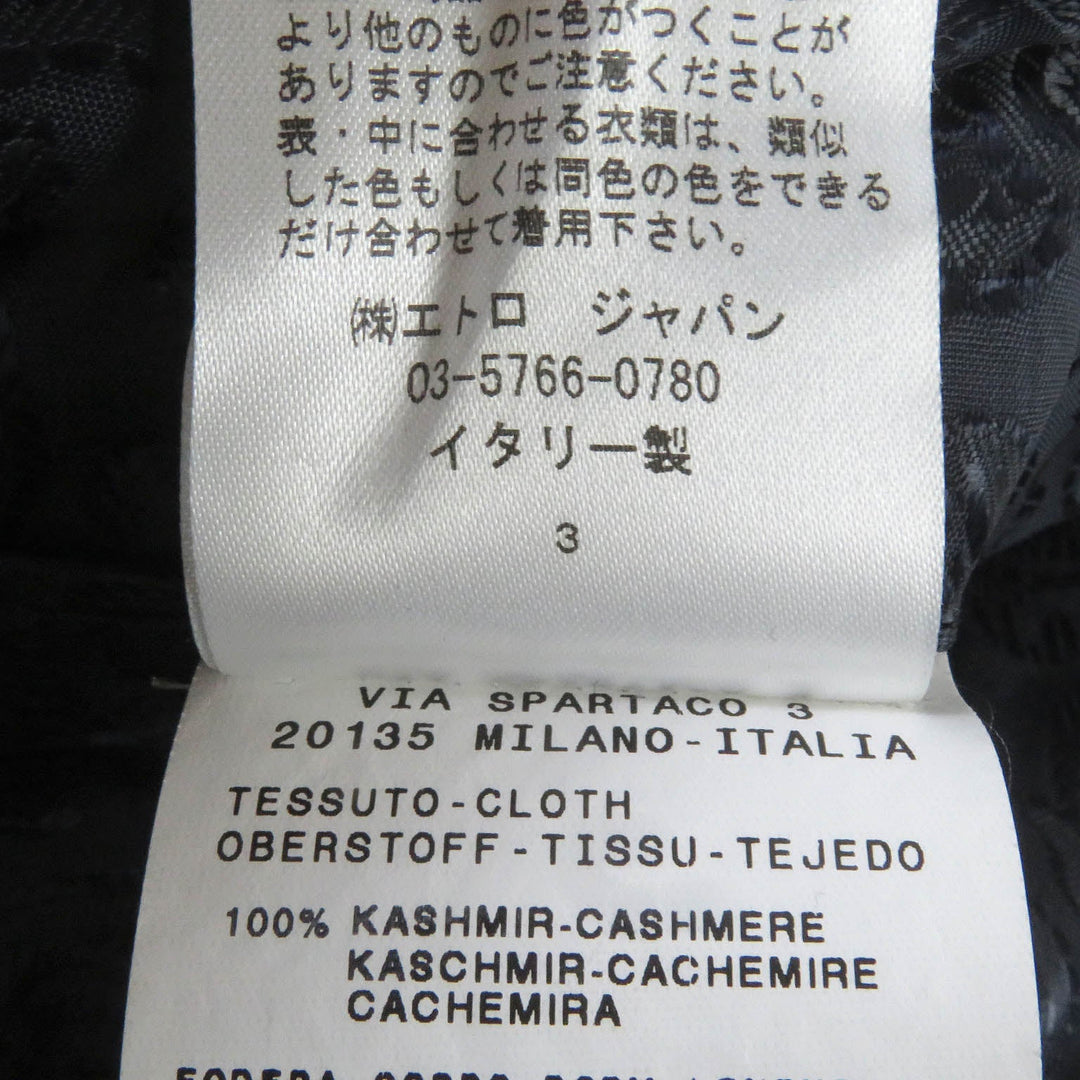 より他のものに色がつくことが
ありますのでご注意ください。
表・中に合わせる衣類は、類似
した色もしくは同色の色をできる
だけ合わせて着用下さい。
㈱エトロ ジャパン
03-5766-0780
イタリー製
3
VIA SPARTACO 3
20135 MILANO-ITALIA
TESSUTO-CLOTH
OBERSTOFF-TISSU-TEJEDO
100% KASHMIR-CASHMERE
KASCHMIR-CACHEMIRE
CACHEMIRA